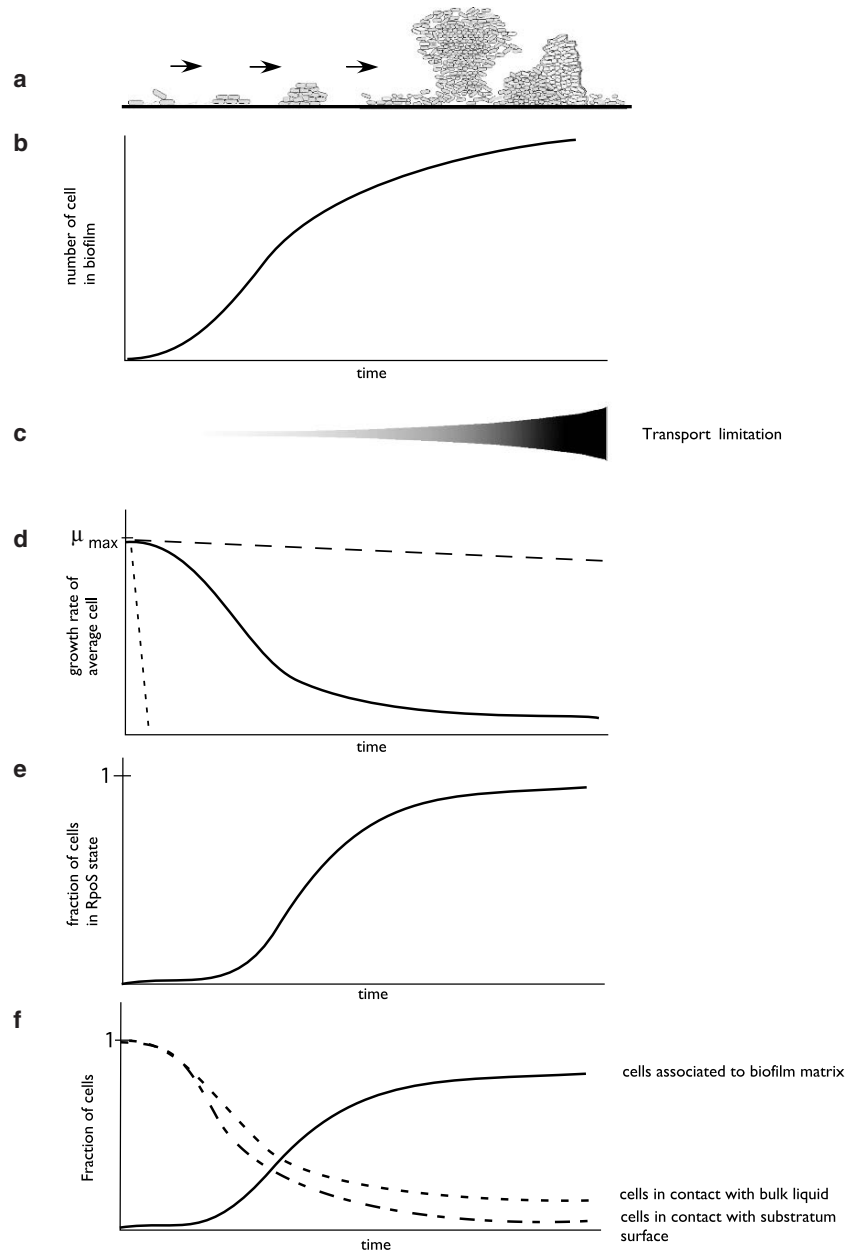 a
b
number of cell
in biofilm
time
c
Transport limitation
d
μ max
growth rate of
average cell
time
e
1
fraction of cells
in RpoS state
time
f
1
Fraction of cells
cells associated to biofilm matrix
cells in contact with bulk liquid
cells in contact with substratum
surface
time